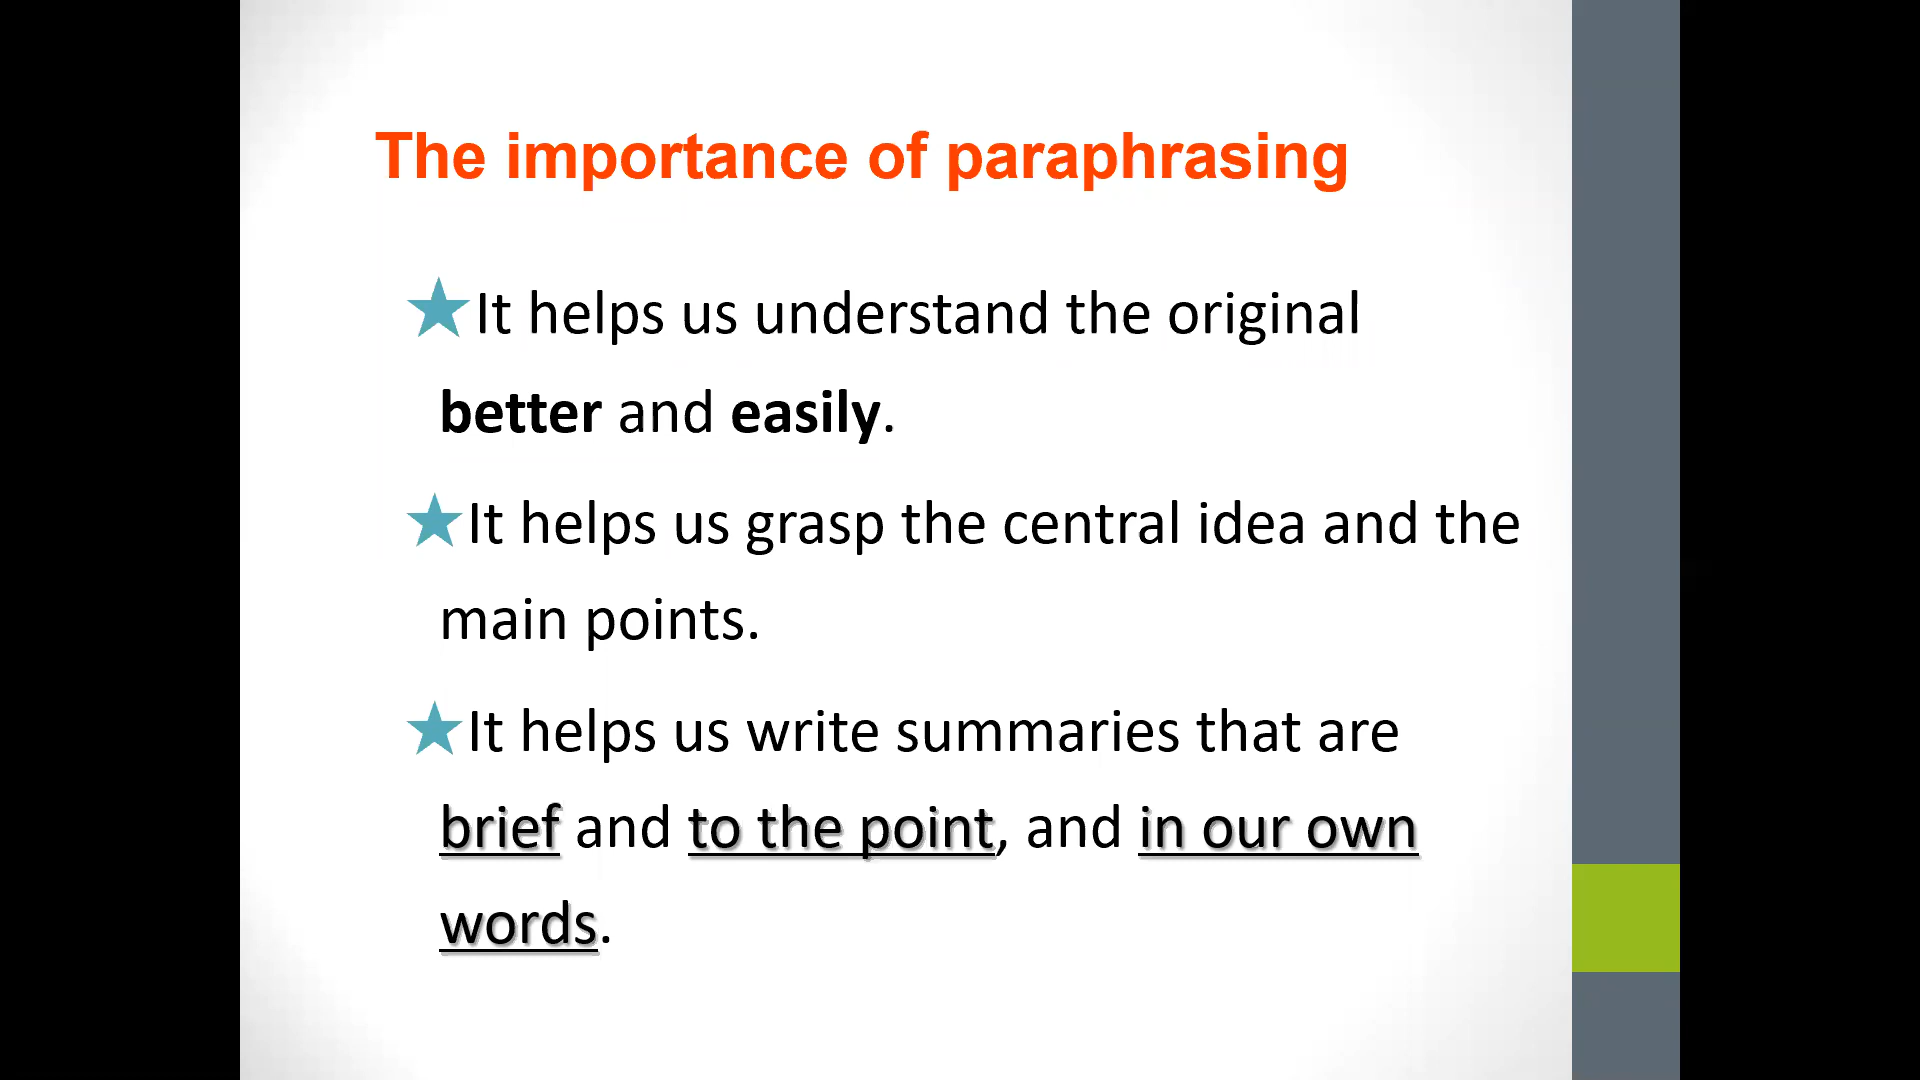 The importance of paraphrasing
It helps us understand the original
better and easily.
It helps us grasp the central idea and the
main points.
It helps us write summaries that are
brief and to the point, and in our own
words.